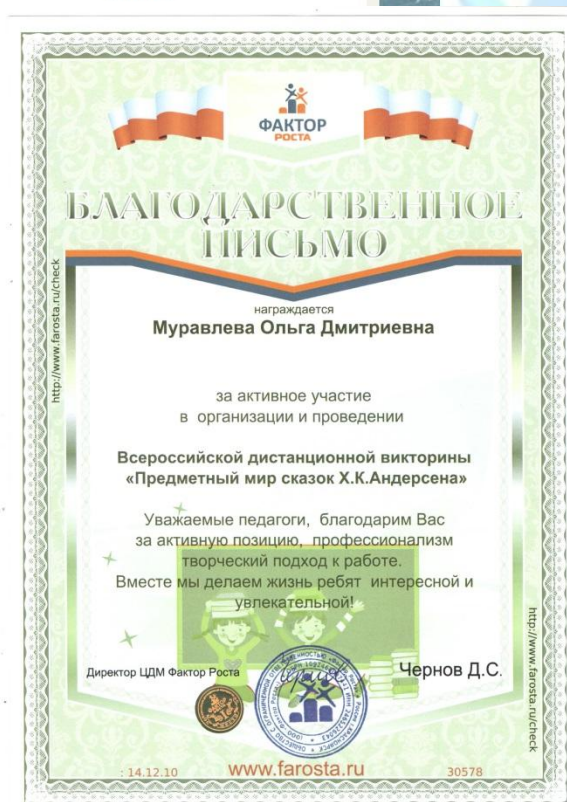 ФАКТОР
РОСТА
БЛАГОДАРСТВЕННОЕ
ПИСЬМО
http://www.farosta.ru/check
награждается
Муравлева Ольга Дмитриевна
за активное участие
в организации и проведении
Всероссийской дистанционной викторины
«Предметный мир сказок Х.К.Андерсена»
Уважаемые педагоги, благодарим Вас
за активную позицию, профессионализм
творческий подход к работе.
Вместе мы делаем жизнь ребят интересной и
увлекательной!
Директор ЦДМ Фактор Роста
Чернов Д.С.
http://www.farosta.ru/check
: 14.12.10
www.farosta.ru
30578